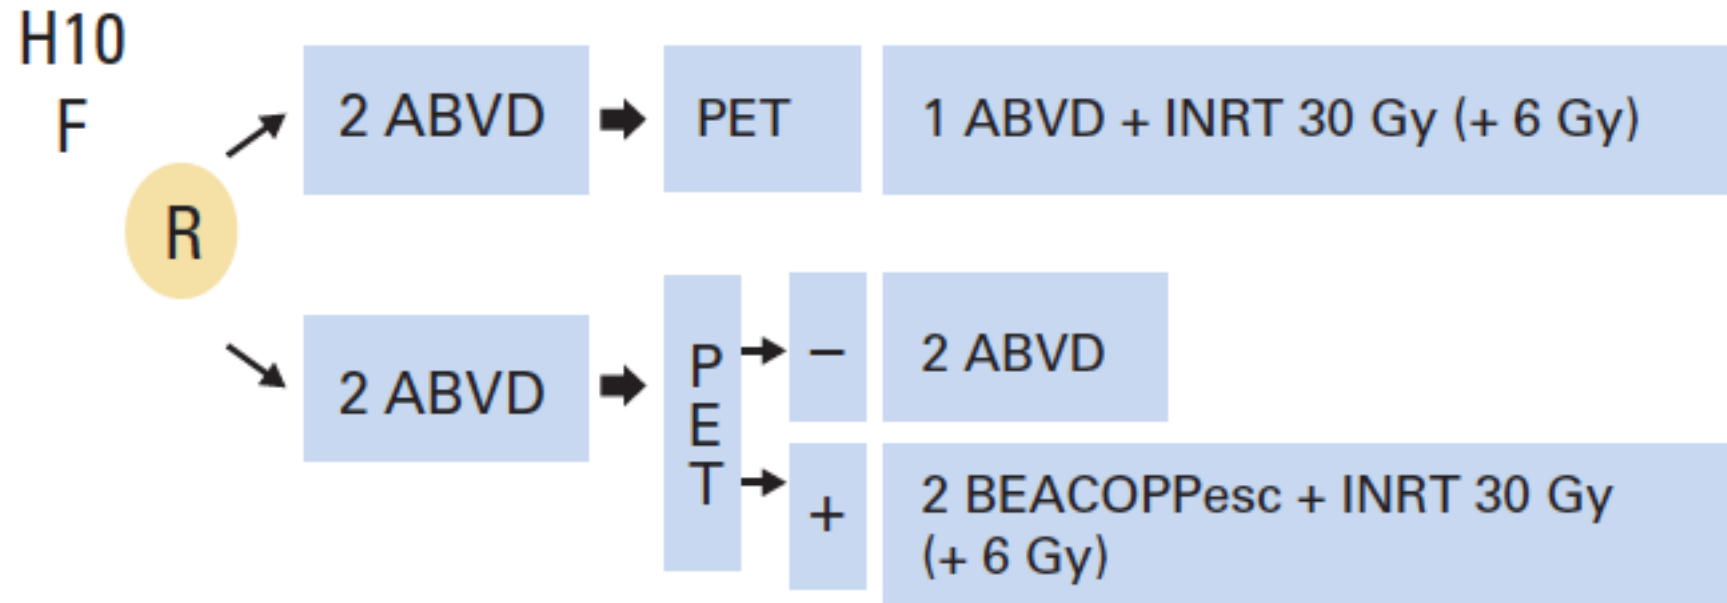 H10
F
R
2 ABVD
PET
1 ABVD + INRT 30 Gy (+ 6 Gy)
2 ABVD
P
E
T
–
2 ABVD
+
2 BEACOPPesc + INRT 30 Gy
(+ 6 Gy)